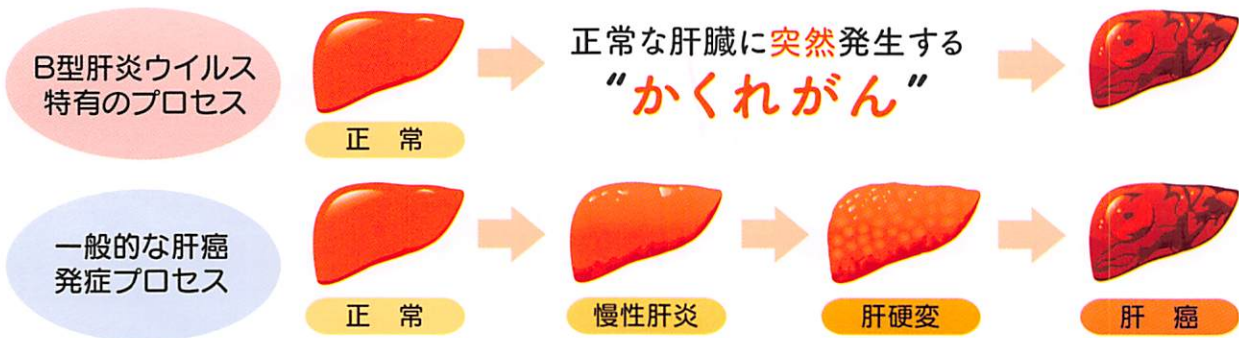 B型肝炎ウイルス
特有のプロセス
正常
正常な肝臓に突然発生する
“かくれがん”
一般的な肝癌
発症プロセス
正常
慢性肝炎
肝硬変
肝癌